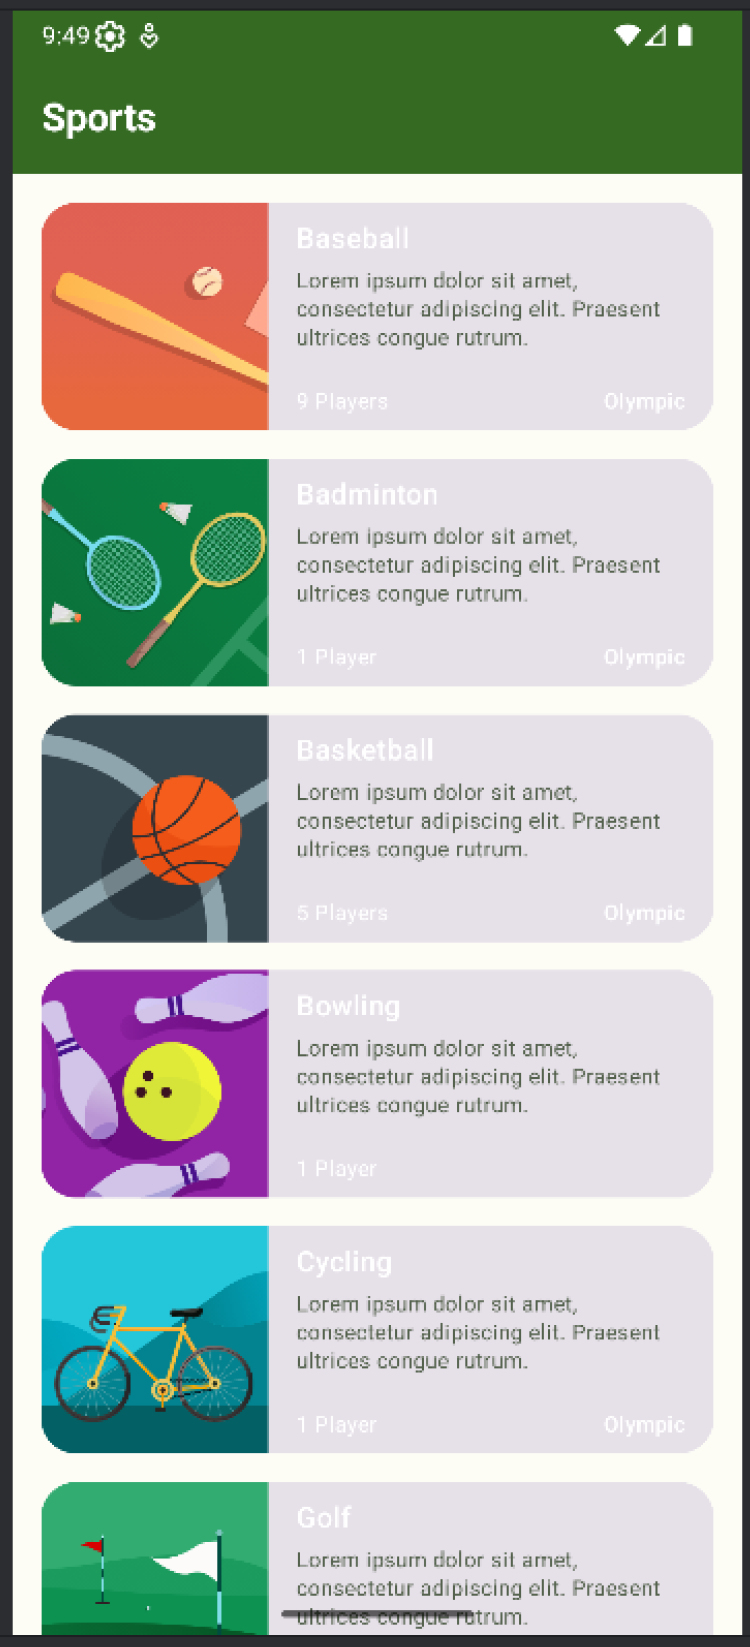 9:49
Sports
Baseball
Lorem ipsum dolor sit amet,
consectetur adipiscing elit. Praesent
ultrices congue rutrum.
9 Players Olympic
Badminton
Lorem ipsum dolor sit amet,
consectetur adipiscing elit. Praesent
ultrices congue rutrum.
1 Player Olympic
Basketball
Lorem ipsum dolor sit amet,
consectetur adipiscing elit. Praesent
ultrices congue rutrum.
5 Players Olympic
Bowling
Lorem ipsum dolor sit amet,
consectetur adipiscing elit. Praesent
ultrices congue rutrum.
1 Player
Cycling
Lorem ipsum dolor sit amet,
consectetur adipiscing elit. Praesent
ultrices congue rutrum.
1 Player Olympic
Golf
Lorem ipsum dolor sit amet,
consectetur adipiscing elit. Praesent
ultrices congue rutrum.